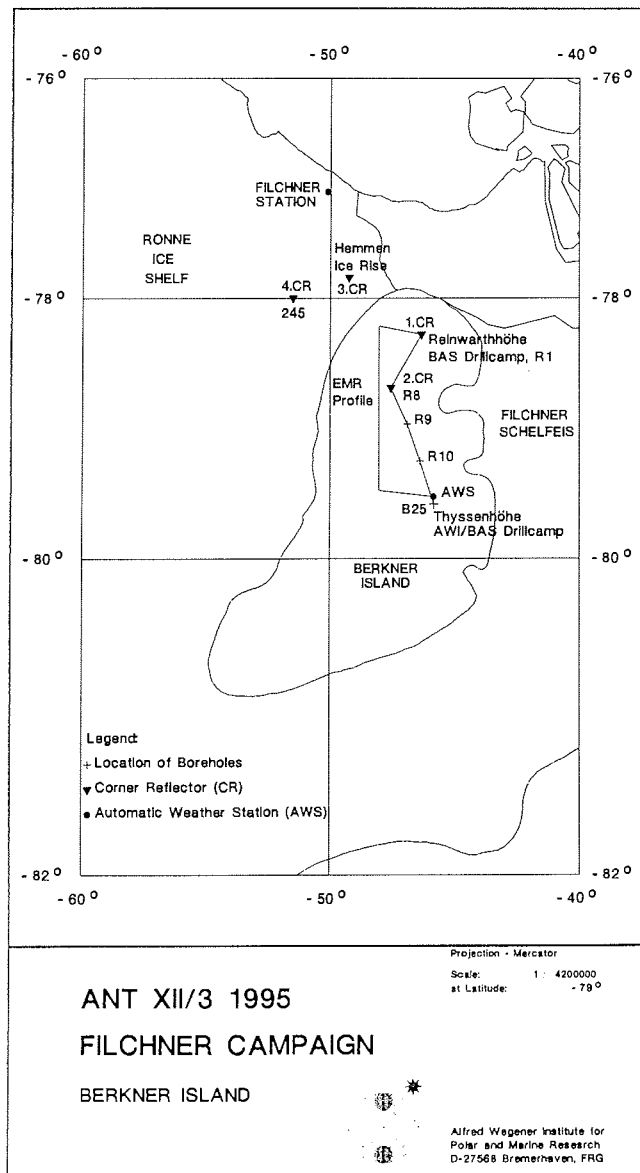 - 60 ° - 50 ° - 40 °
- 76 ° - 76 °
FILCHNER
STATION
RONNE
ICE
SHELF
Hemmen
Ice Rise
4.CR 3.CR
- 78 ° - 78 °
245
1.CR
Reinwarthhöhe
BAS Drillcamp, R1
EMR
Profile
2.CR
R8
R9
FILCHNER
SCHELFEIS
R10
AWS
B25
Thyssenhöhe
AWI/BAS Drillcamp
- 80 ° - 80 °
BERKNER
ISLAND
Legend:
+ Location of Boreholes
▼ Corner Reflector (CR)
● Automatic Weather Station (AWS)
- 82 ° - 82 °
- 60 ° - 50 ° - 40 °
Projection - Mercator
Scale: 1 : 4200000
at Latitude: - 79 °
ANT XII/3 1995
FILCHNER CAMPAIGN
BERKNER ISLAND
Alfred Wegener Institute for
Polar and Marine Research
D-27568 Bremerhaven, FRG